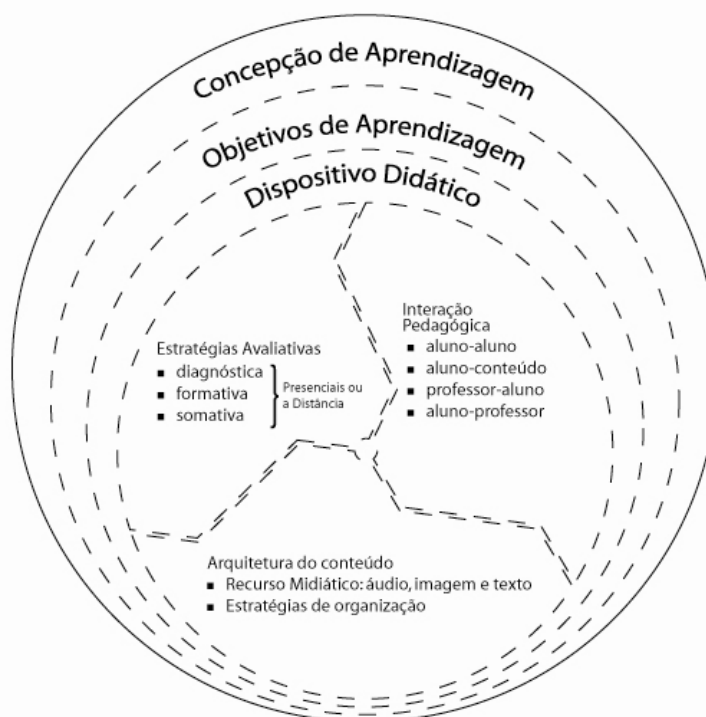 Concepção de Aprendizagem
Objetivos de Aprendizagem
Dispositivo Didático
Estratégias Avaliativas
▪ diagnóstica
▪ formativa
▪ somativa
Presenciais ou
a Distância
Interação
Pedagógica
▪ aluno-aluno
▪ aluno-conteúdo
▪ professor-aluno
▪ aluno-professor
Arquitetura do conteúdo
▪ Recurso Midiático: áudio, imagem e texto
▪ Estratégias de organização